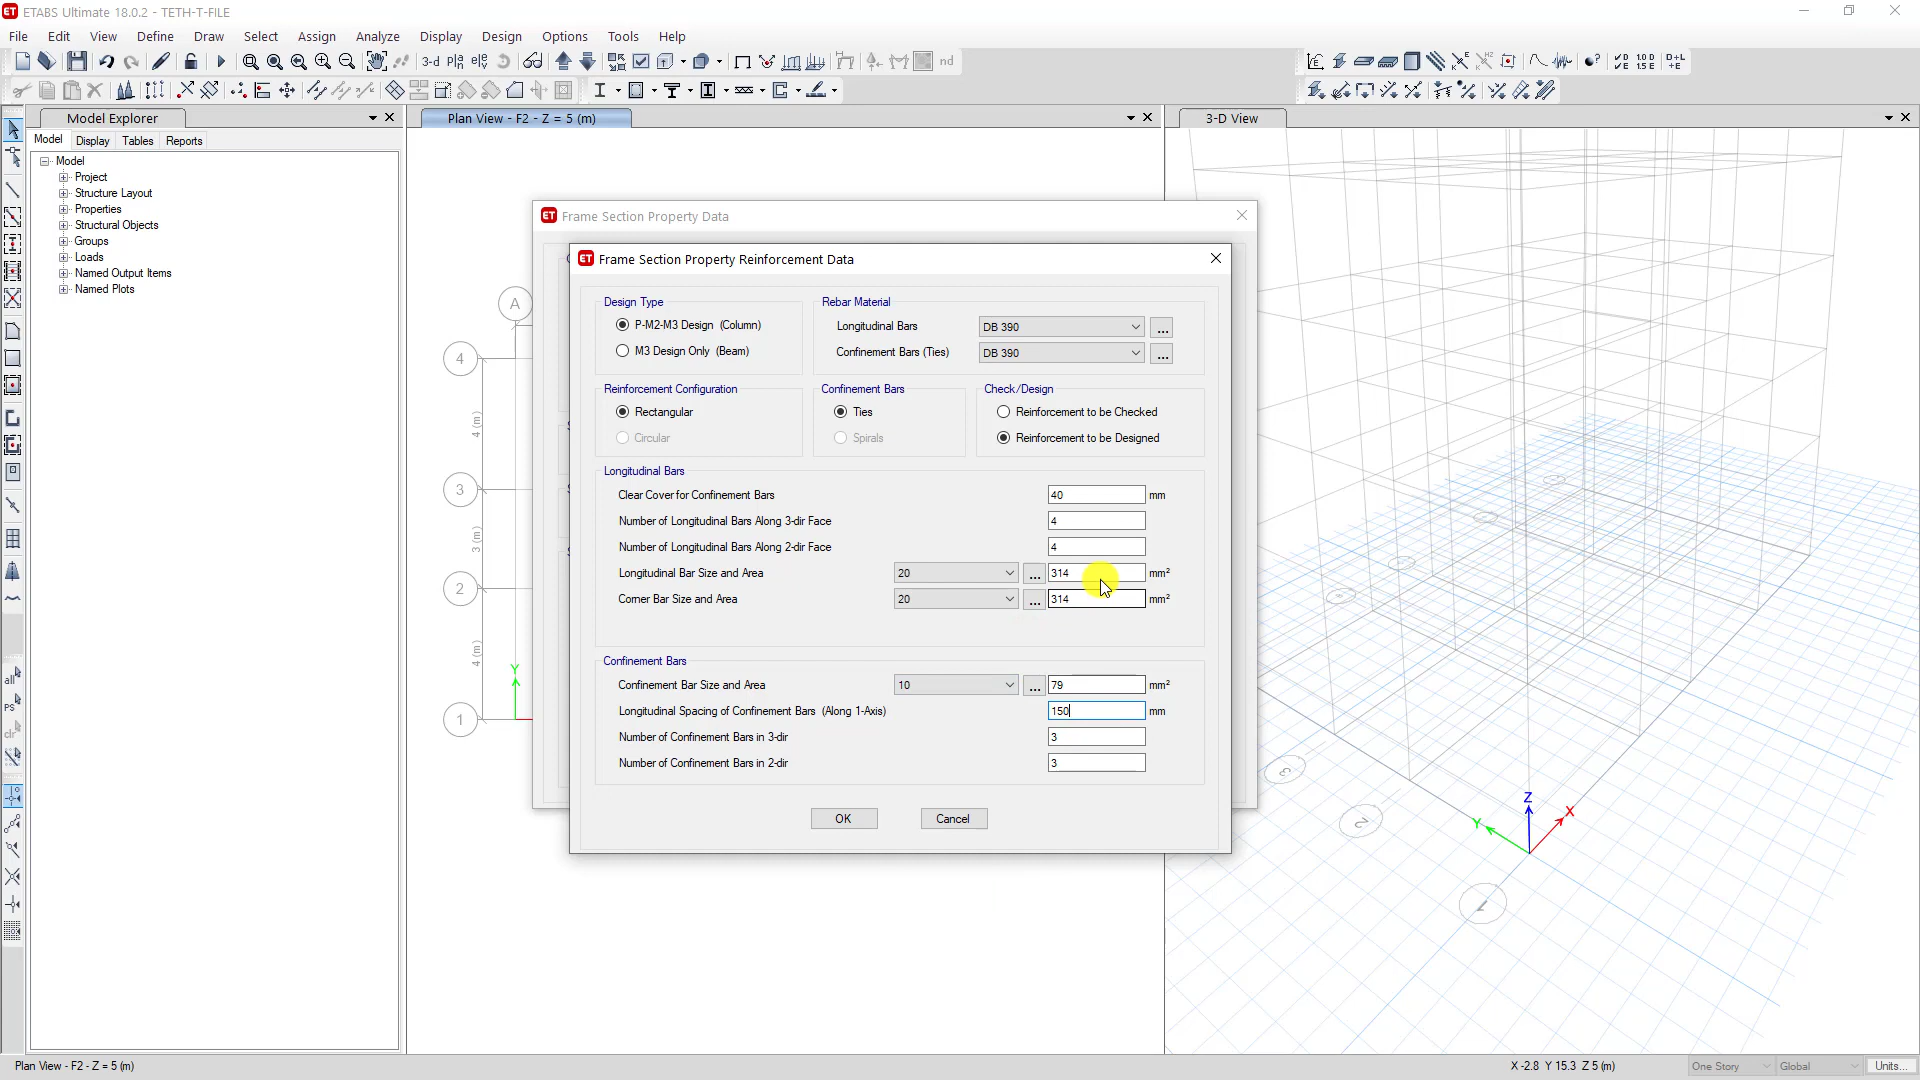 ETABS Ultimate 18.0.2 - TETH-T-FILE
File Edit View Define Draw Select Assign Analyze Display Design Options Tools Help
3-d nd
Model Explorer
Plan View - F2 - Z = 5 (m)
3-D View
Model Display Tables Reports
Model
Project
Structure Layout
Properties
Structural Objects
Groups
Loads
Named Output Items
Named Plots
all
PS
clr
A
4
3
2
1
4 (m)
3 (m)
4 (m)
Y
Frame Section Property Data
Frame Section Property Reinforcement Data
Design Type
P-M2-M3 Design (Column)
M3 Design Only (Beam)
Rebar Material
Longitudinal Bars DB 390 ...
Confinement Bars (Ties) DB 390 ...
Reinforcement Configuration
Rectangular
Circular
Confinement Bars
Ties
Spirals
Check/Design
Reinforcement to be Checked
Reinforcement to be Designed
Longitudinal Bars
Clear Cover for Confinement Bars 40 mm
Number of Longitudinal Bars Along 3-dir Face 4
Number of Longitudinal Bars Along 2-dir Face 4
Longitudinal Bar Size and Area 20 ... 314 mm²
Corner Bar Size and Area 20 ... 314 mm²
Confinement Bars
Confinement Bar Size and Area 10 ... 79 mm²
Longitudinal Spacing of Confinement Bars (Along 1-Axis) 150 mm
Number of Confinement Bars in 3-dir 3
Number of Confinement Bars in 2-dir 3
OK Cancel
Z
Y X
3
2
1
Plan View - F2 - Z = 5 (m)
X -2.8 Y 15.3 Z 5 (m)
One Story Global Units...